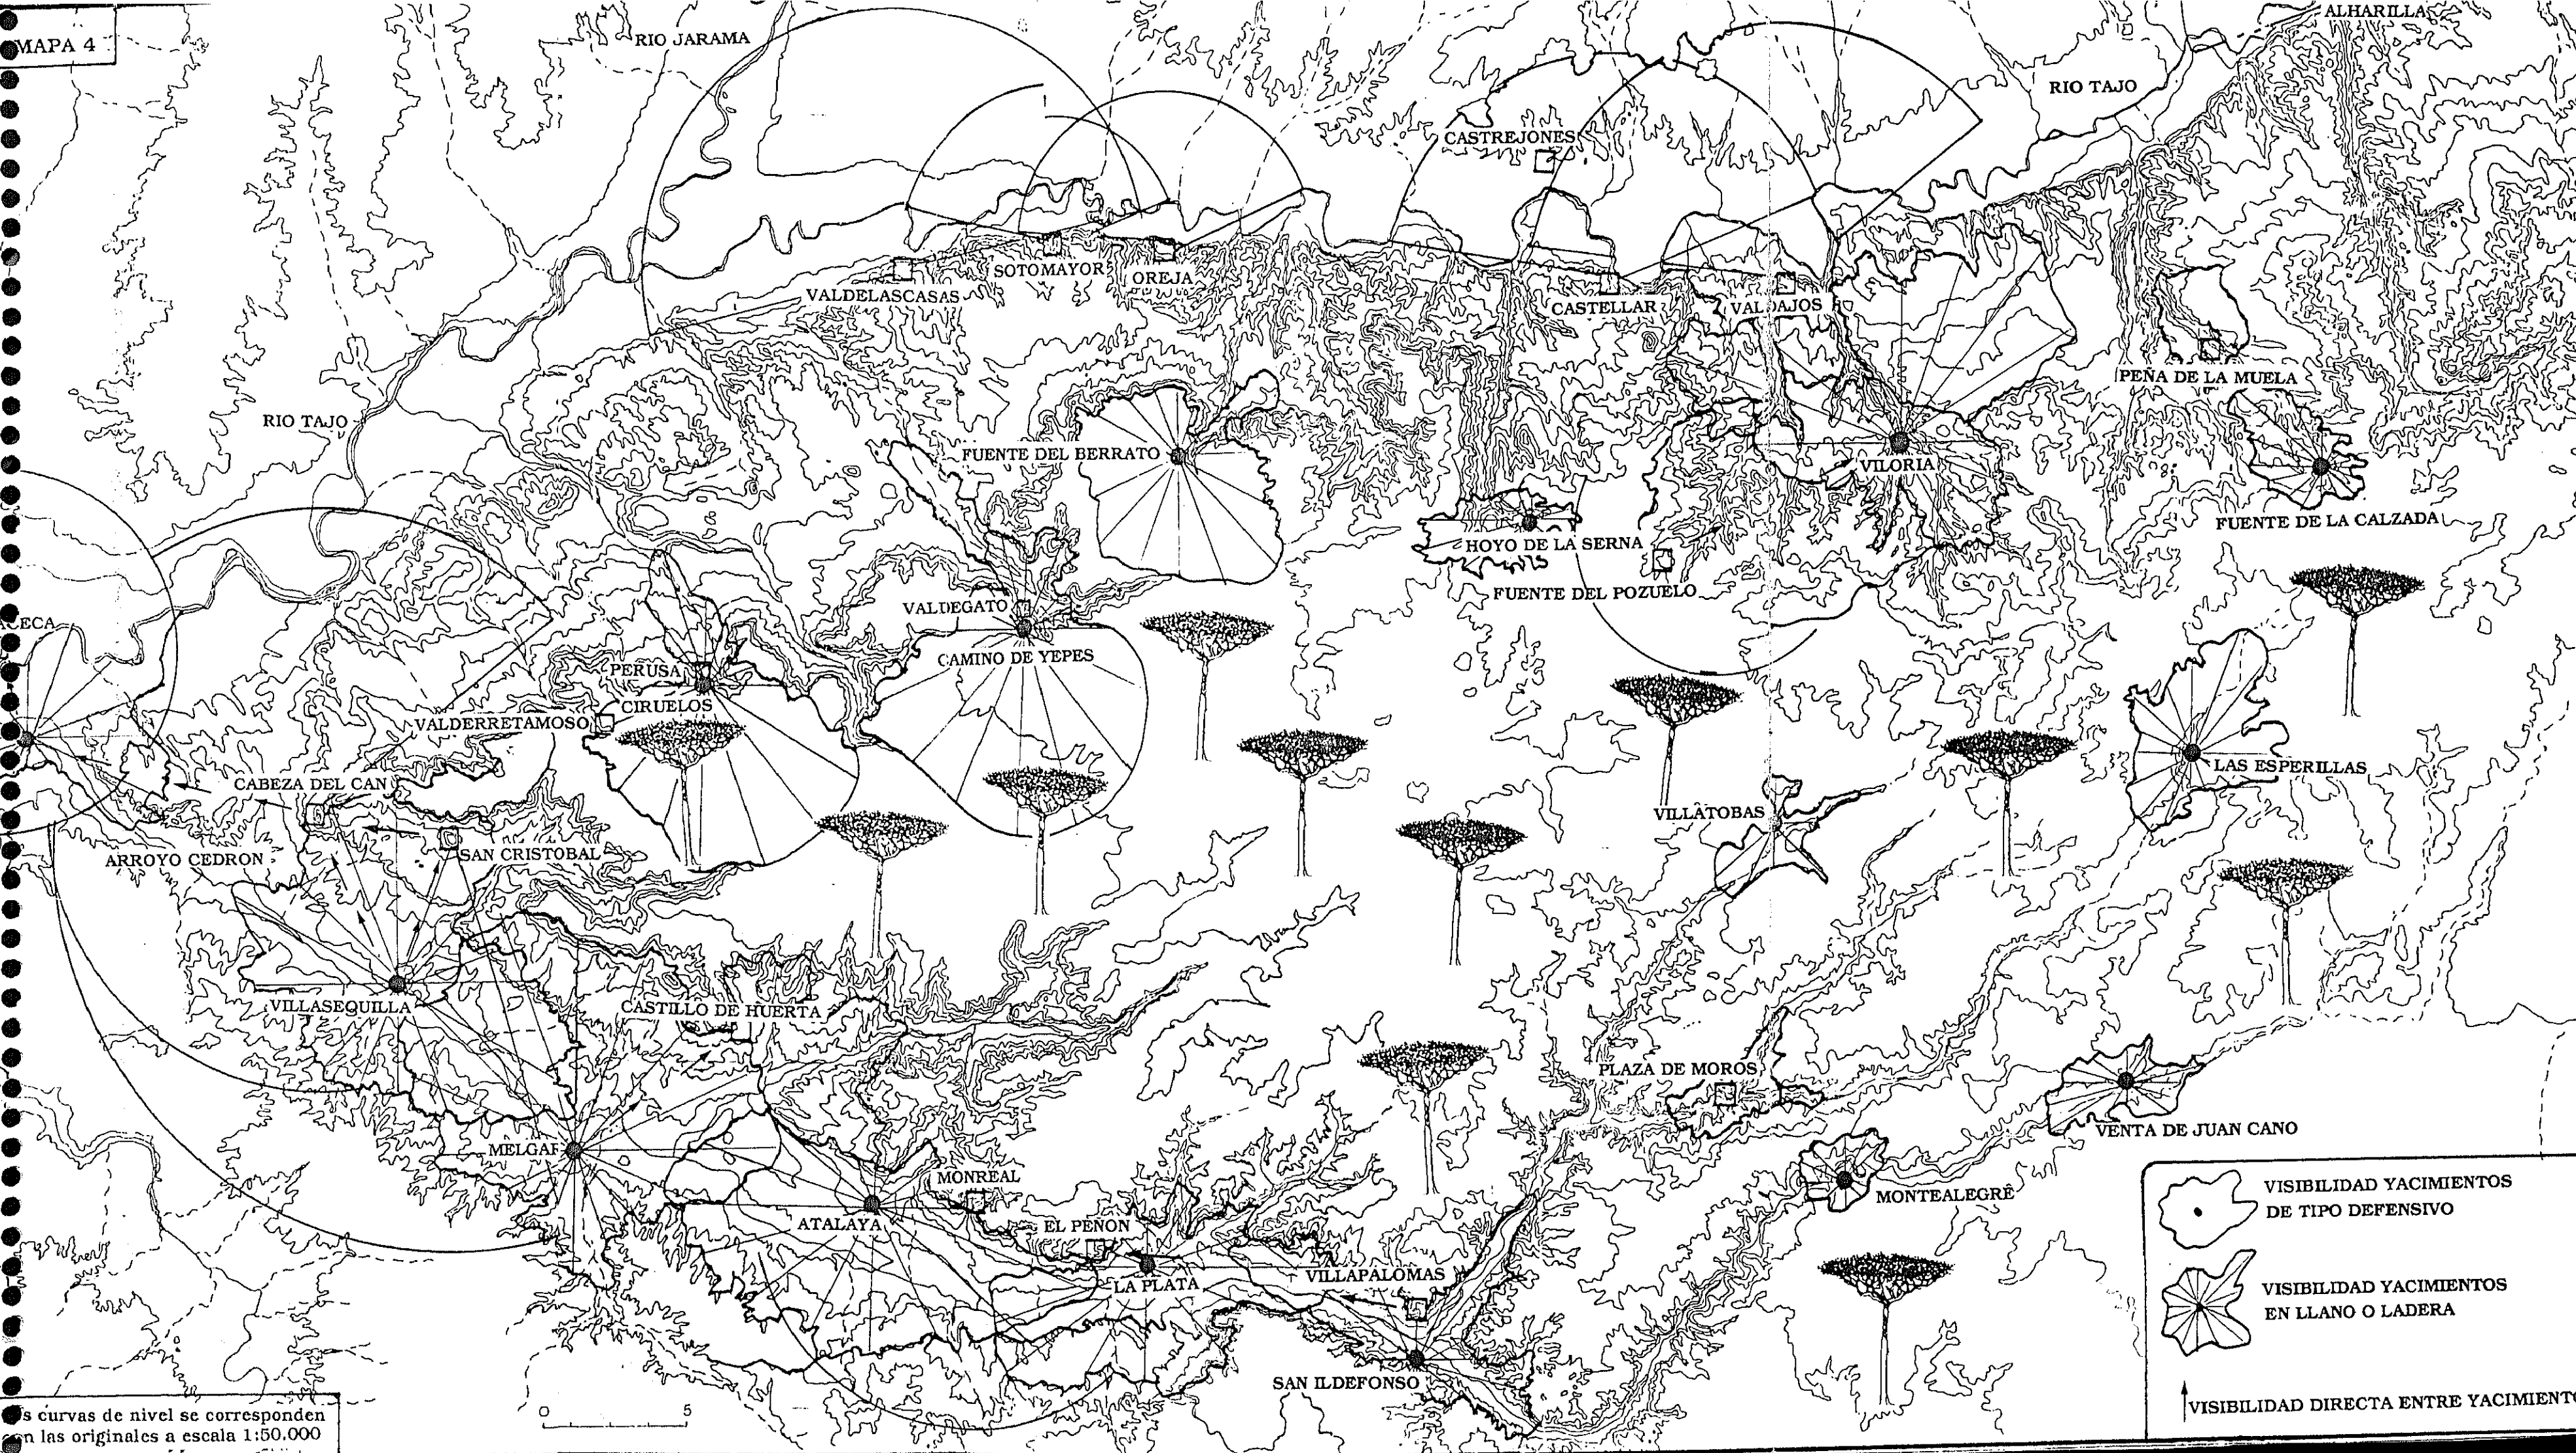 MAPA 4
RIO JARAMA
ALHARILLA
RIO TAJO
CASTREJONES
SOTOMAYOR
OREJA
VALDELASCASAS
CASTELLAR
VALDAJOS
PEÑA DE LA MUELA
RIO TAJO
FUENTE DEL BERRATO
VILORIA
FUENTE DE LA CALZADA
HOYO DE LA SERNA
FUENTE DEL POZUELO
VALDEGATO
CAMINO DE YEPES
PERUSA
CIRUELOS
VALDERRETAMOSO
CABEZA DEL CAN
LAS ESPERILLAS
VILLATOBAS
ARROYO CEDRON
SAN CRISTOBAL
VILLASEQUILLA
CASTILLO DE HUERTA
PLAZA DE MOROS
VENTA DE JUAN CANO
MELGAR
MONREAL
MONTEALEGRE
ATALAYA
EL PEÑON
LA PLATA
VILLAPALOMAS
SAN ILDEFONSO
VISIBILIDAD YACIMIENTOS
DE TIPO DEFENSIVO
VISIBILIDAD YACIMIENTOS
EN LLANO O LADERA
VISIBILIDAD DIRECTA ENTRE
0 5
curvas de nivel se corresponden
las originales a escala 1:50.000